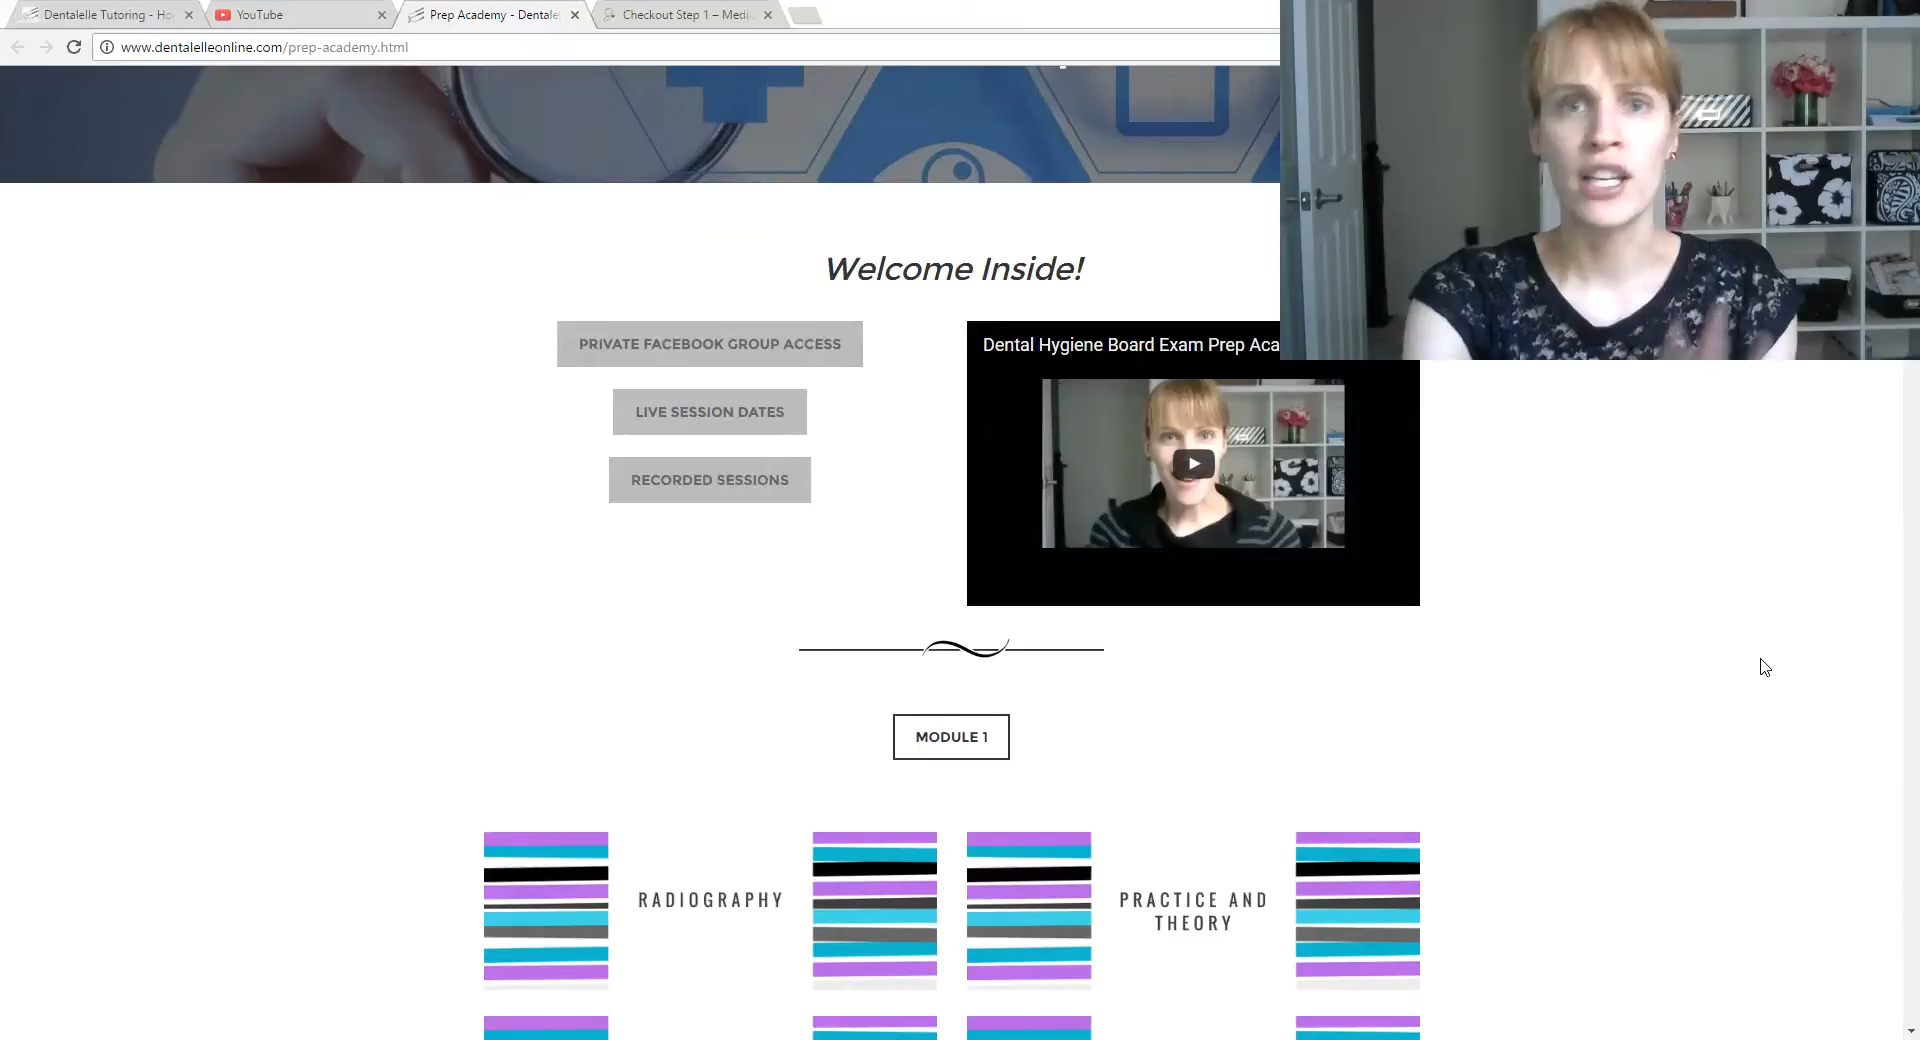 Dentalelle Tutoring - Ho
YouTube
Prep Academy - Dentale
Checkout Step 1 – Medi
www.dentalelleonline.com/prep-academy.html
Welcome Inside!
PRIVATE FACEBOOK GROUP ACCESS
LIVE SESSION DATES
RECORDED SESSIONS
Dental Hygiene Board Exam Prep Aca
MODULE 1
RADIOGRAPHY
PRACTICE AND
THEORY